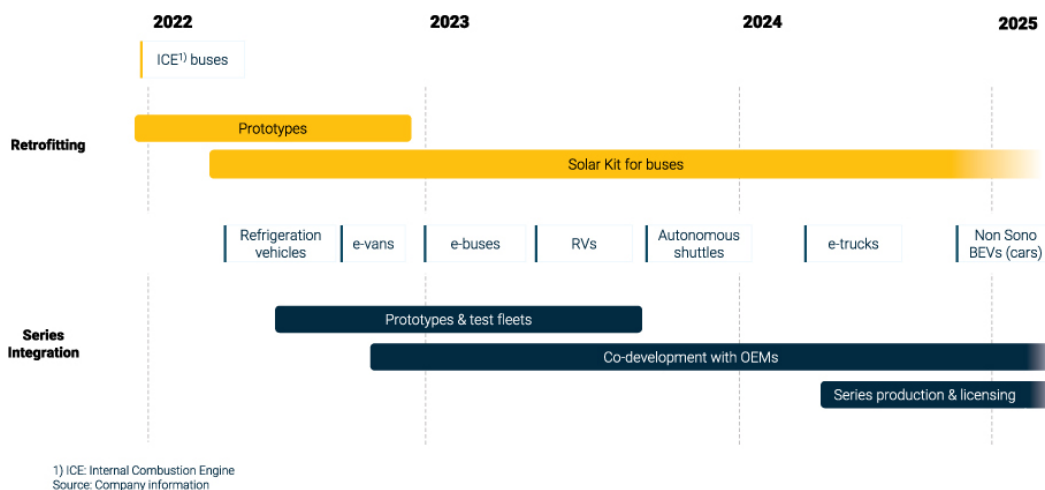 2022 2023 2024 2025
ICE1) buses
Retrofitting
Prototypes
Solar Kit for buses
Refrigeration
vehicles
e-vans
e-buses
RVs
Autonomous
shuttles
e-trucks
Non Sono
BEVs (cars)
Series
Integration
Prototypes & test fleets
Co-development with OEMs
Series production & licensing
1) ICE: Internal Combustion Engine
Source: Company information